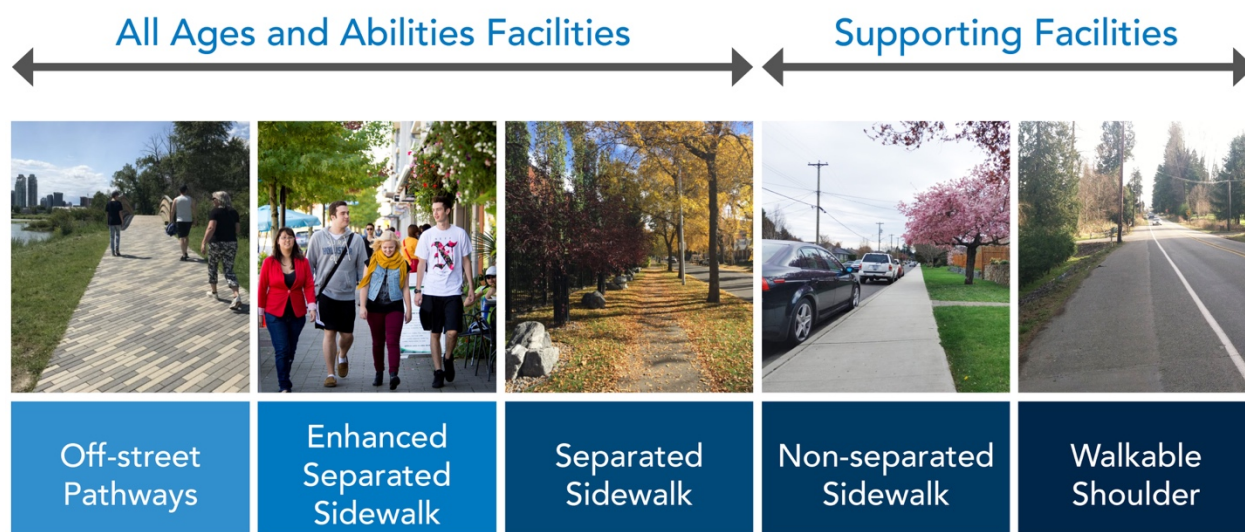 All Ages and Abilities Facilities
Supporting Facilities
Off-street
Pathways
Enhanced
Separated
Sidewalk
Separated
Sidewalk
Non-separated
Sidewalk
Walkable
Shoulder